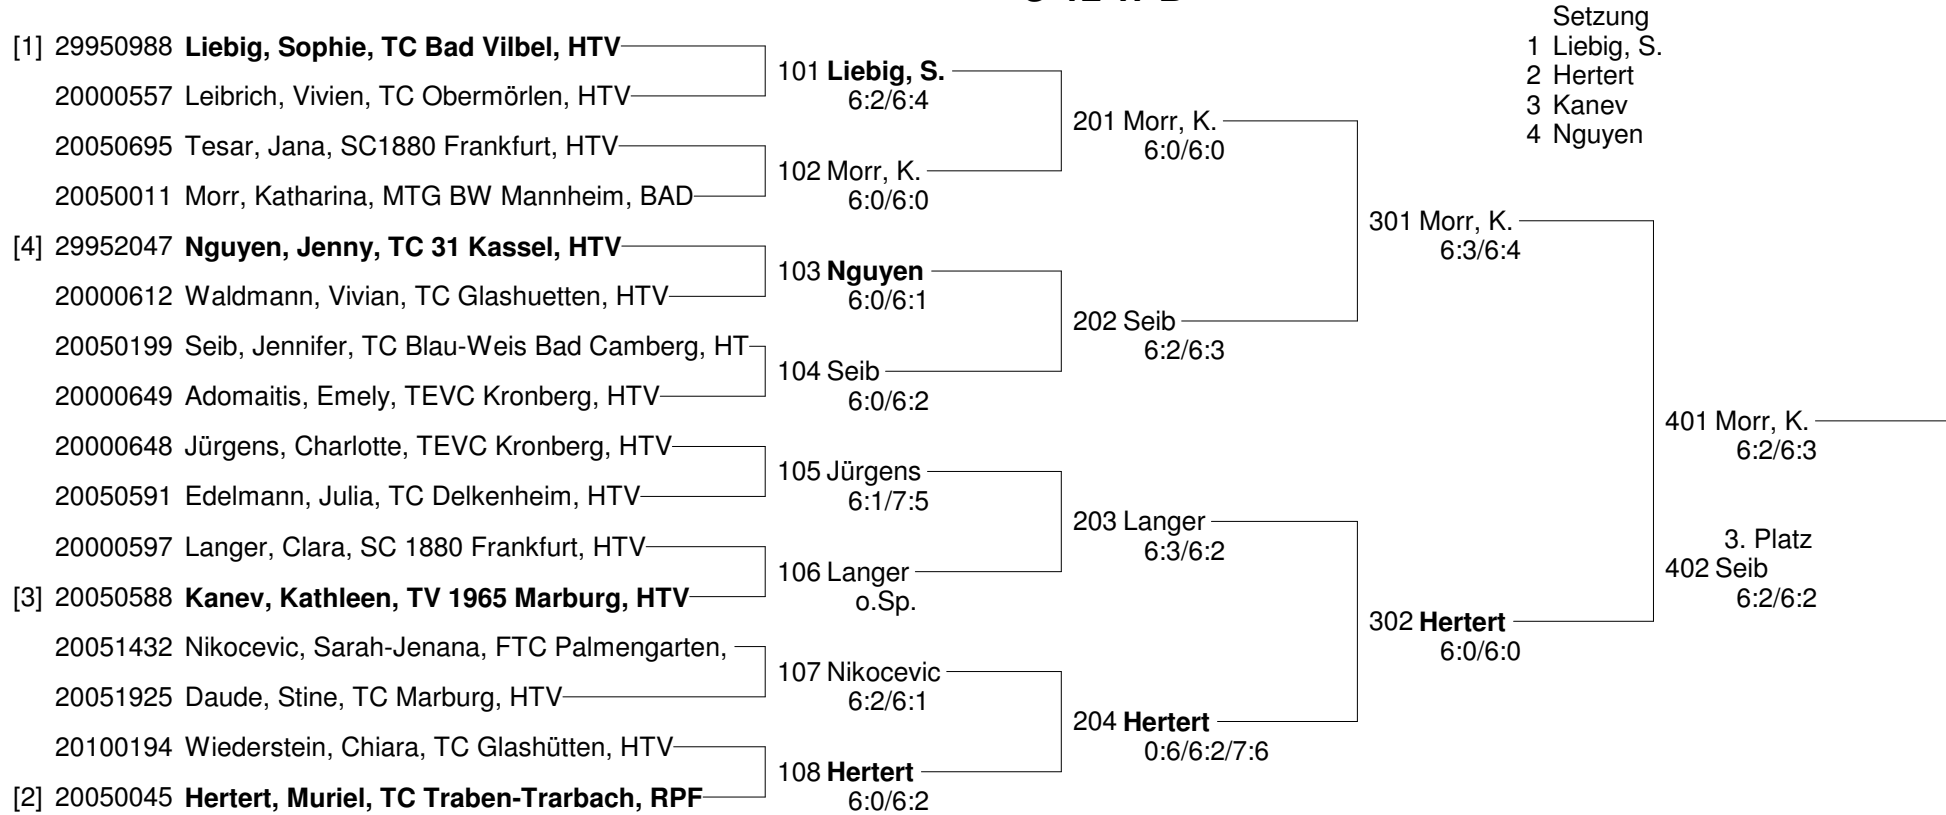 Setzung
1 Liebig, S.
2 Hertert
3 Kanev
4 Nguyen
[1] 29950988 Liebig, Sophie, TC Bad Vilbel, HTV
20000557 Leibrich, Vivien, TC Obermörlen, HTV
20050695 Tesar, Jana, SC1880 Frankfurt, HTV
20050011 Morr, Katharina, MTG BW Mannheim, BAD
[4] 29952047 Nguyen, Jenny, TC 31 Kassel, HTV
20000612 Waldmann, Vivian, TC Glashuetten, HTV
20050199 Seib, Jennifer, TC Blau-Weis Bad Camberg, HT
20000649 Adomaitis, Emely, TEVC Kronberg, HTV
20000648 Jürgens, Charlotte, TEVC Kronberg, HTV
20050591 Edelmann, Julia, TC Delkenheim, HTV
20000597 Langer, Clara, SC 1880 Frankfurt, HTV
[3] 20050588 Kanev, Kathleen, TV 1965 Marburg, HTV
20051432 Nikocevic, Sarah-Jenana, FTC Palmengarten,
20051925 Daude, Stine, TC Marburg, HTV
20100194 Wiederstein, Chiara, TC Glashütten, HTV
[2] 20050045 Hertert, Muriel, TC Traben-Trarbach, RPF
101 Liebig, S.
6:2/6:4
102 Morr, K.
6:0/6:0
103 Nguyen
6:0/6:1
104 Seib
6:0/6:2
105 Jürgens
6:1/7:5
106 Langer
o.Sp.
107 Nikocevic
6:2/6:1
108 Hertert
6:0/6:2
201 Morr, K.
6:0/6:0
202 Seib
6:2/6:3
203 Langer
6:3/6:2
204 Hertert
0:6/6:2/7:6
301 Morr, K.
6:3/6:4
302 Hertert
6:0/6:0
401 Morr, K.
6:2/6:3
3. Platz
402 Seib
6:2/6:2